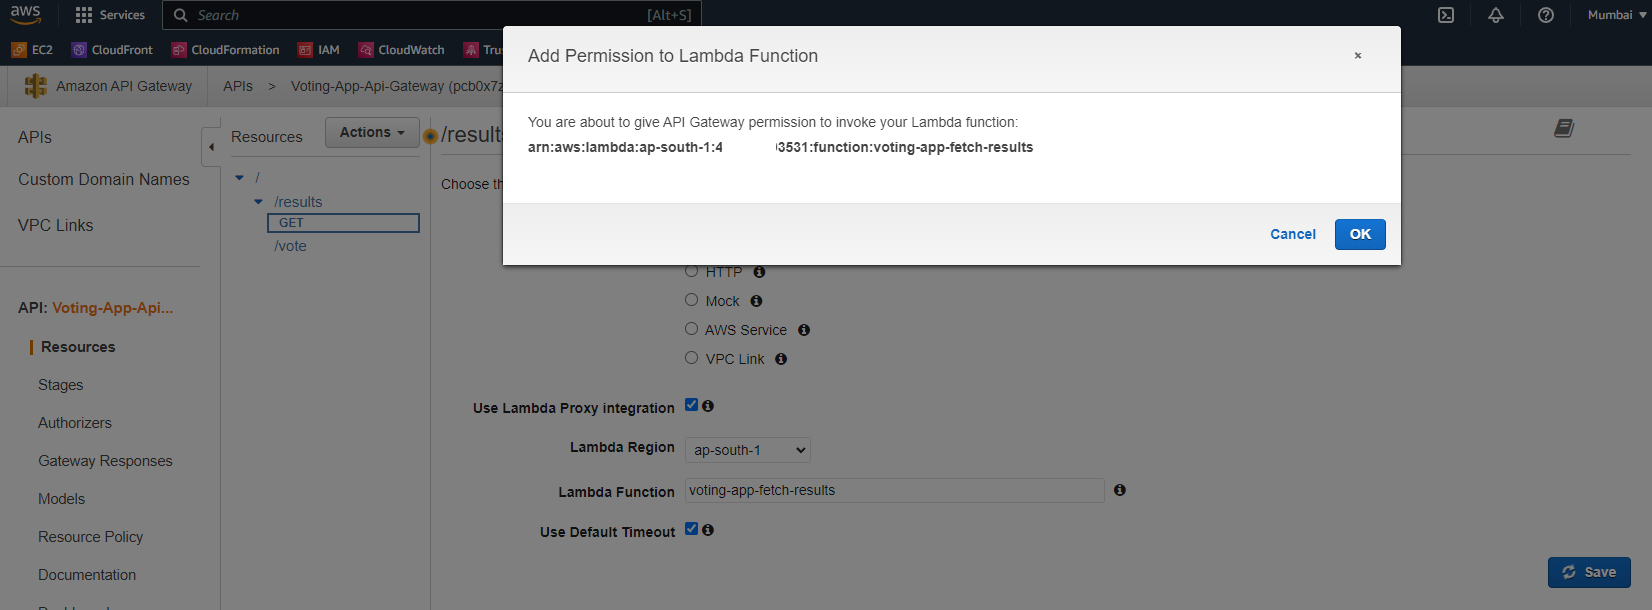 aws
Services
Search
[Alt+S]
Mumbai
EC2
CloudFront
CloudFormation
IAM
CloudWatch
Add Permission to Lambda Function
×
Amazon API Gateway
APIs > Voting-App-Api-Gateway (pcb0x7z
You are about to give API Gateway permission to invoke your Lambda function:
arn:aws:lambda:ap-south-1:4 3531:function:voting-app-fetch-results
Cancel
OK
APIs
Custom Domain Names
VPC Links
API: Voting-App-Api...
Resources
Stages
Authorizers
Gateway Responses
Models
Resource Policy
Documentation
Resources
Actions
/
/results
GET
/vote
/results
Choose th
HTTP
Mock
AWS Service
VPC Link
Use Lambda Proxy integration
Lambda Region
ap-south-1
Lambda Function
voting-app-fetch-results
Use Default Timeout
Save